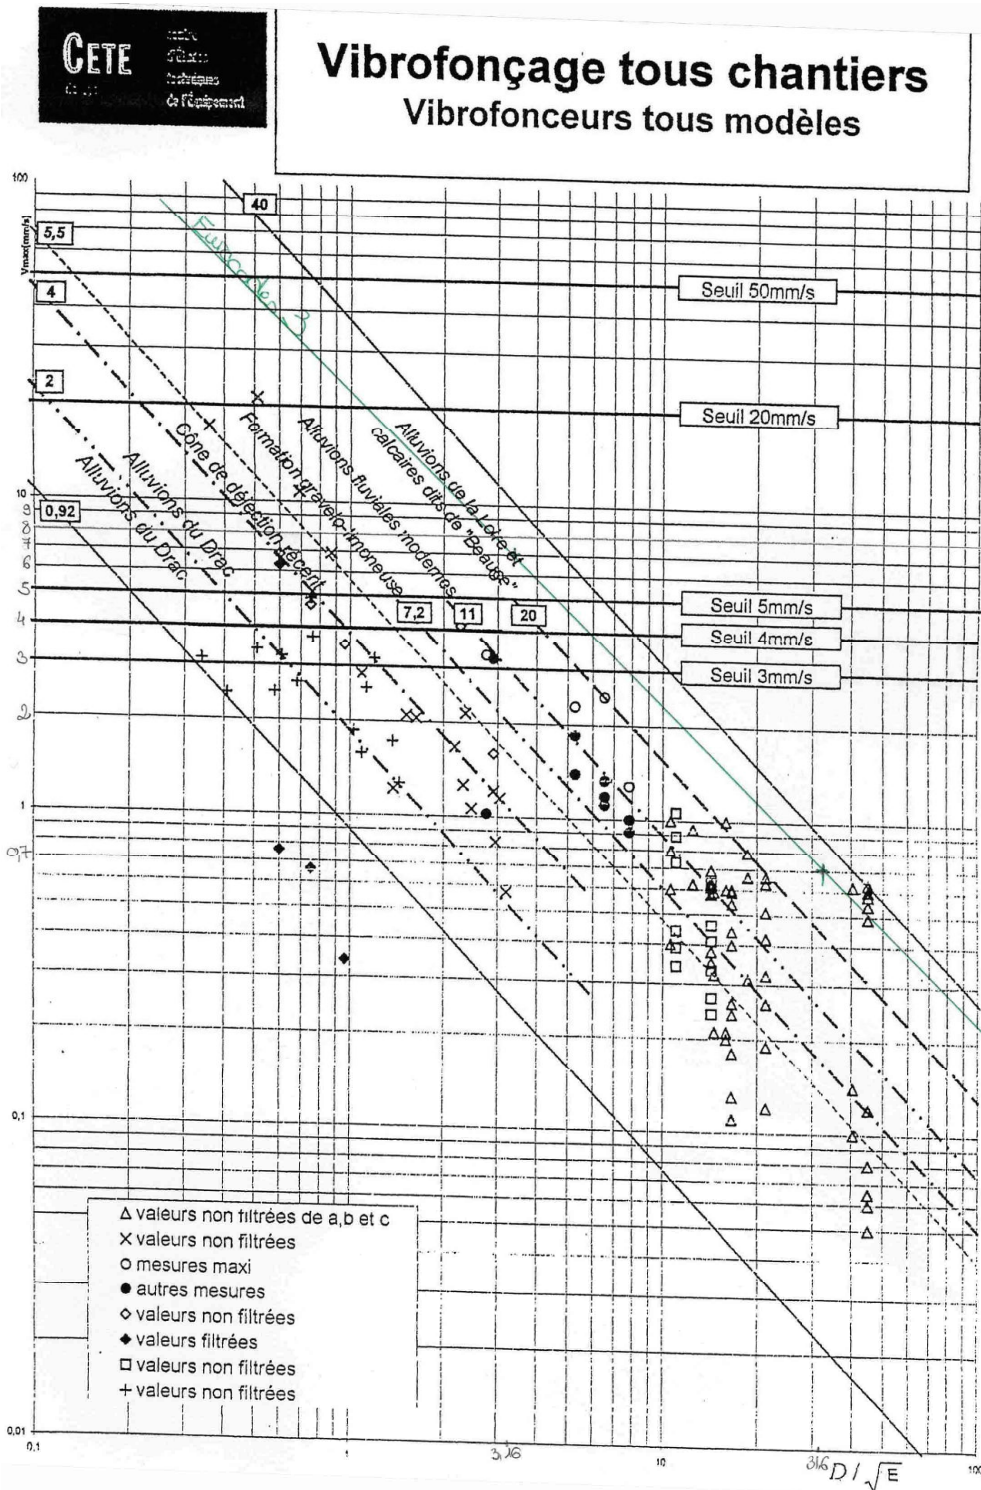 CETE
de l'Équipement
Vibrofonçage tous chantiers
Vibrofonceurs tous modèles
100
Vmax(mm/s)
40
5,5
Eurocodes 3
Seuil 50mm/s
4
2
Seuil 20mm/s
Alluvions de la Loire et
calcaires dits de "Beauce"
Alluvions fluviales modernes
Formation gravelo-limoneuse
Cône de déjection récent
Alluvions du Drac
Alluvions du Drac
10
9
8
7
6
5
4
3
2
1
0,7
0,1
0,01
0,92
7,2
11
20
Seuil 5mm/s
Seuil 4mm/s
Seuil 3mm/s
Δ valeurs non filtrées de a,b et c
× valeurs non filtrées
○ mesures maxi
● autres mesures
◇ valeurs non filtrées
◆ valeurs filtrées
□ valeurs non filtrées
+ valeurs non filtrées
0,1
1
3,16
10
31,6
D / √E
100